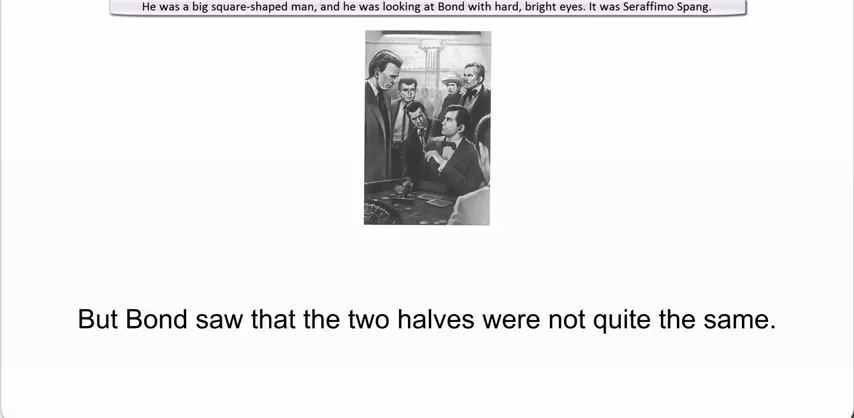 He was a big square-shaped man, and he was looking at Bond with hard, bright eyes. It was Seraffimo Spang.
But Bond saw that the two halves were not quite the same.